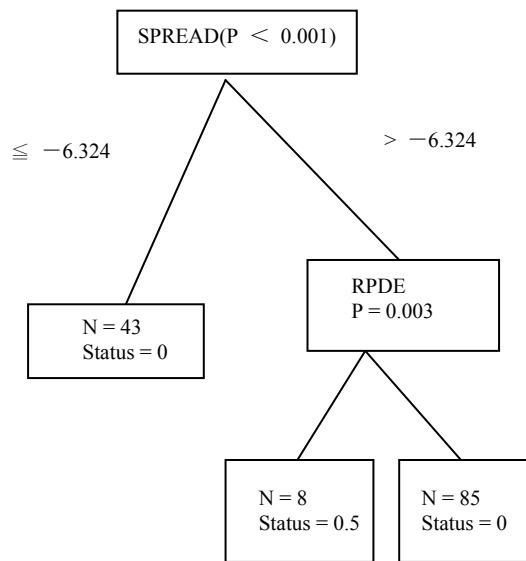 SPREAD(P < 0.001)
≦ －6.324
> －6.324
RPDE
P = 0.003
N = 43
Status = 0
N = 8
Status = 0.5
N = 85
Status = 0